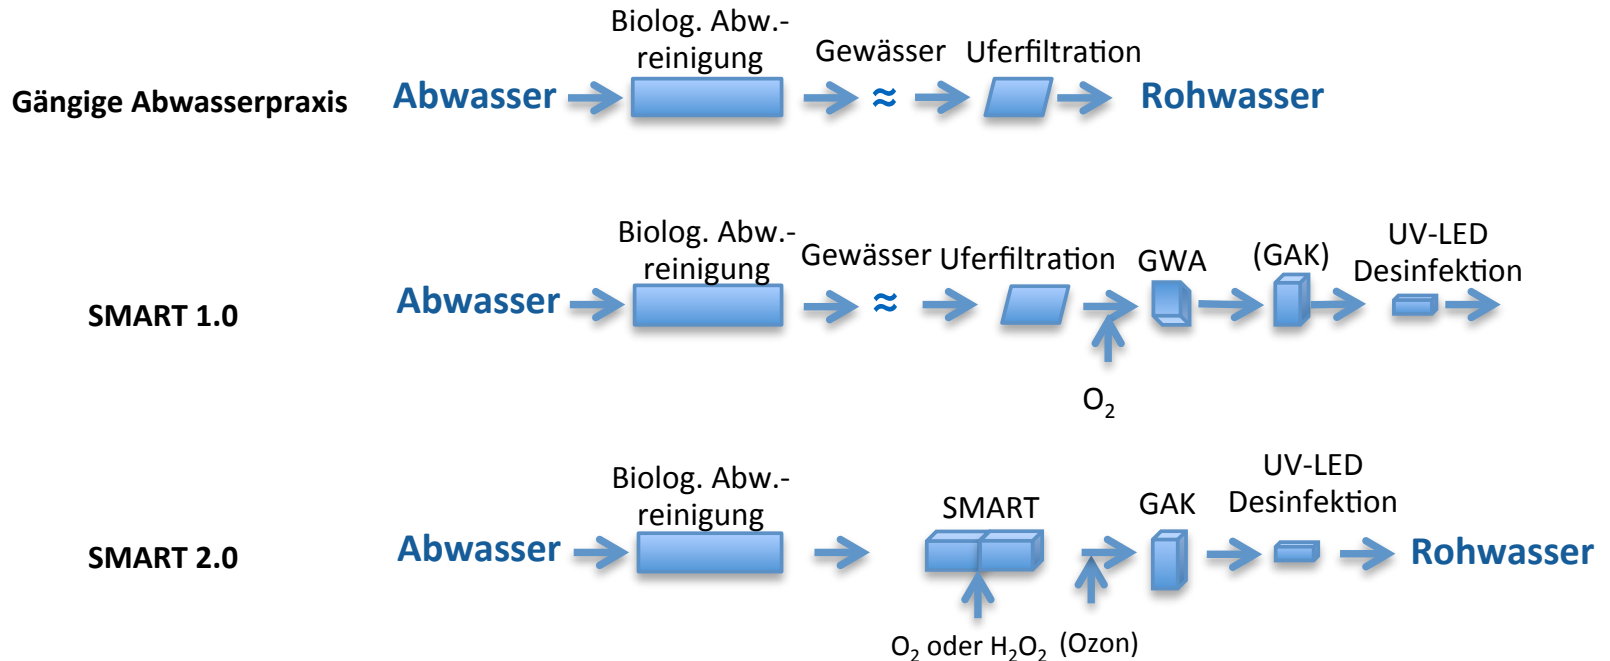 Biolog. Abw.-
reinigung
Gewässer
Uferfiltration
Gängige Abwasserpraxis
Abwasser
≈
Rohwasser
Biolog. Abw.-
reinigung
Gewässer
Uferfiltration
GWA
(GAK)
UV-LED
Desinfektion
SMART 1.0
Abwasser
≈
O₂
Biolog. Abw.-
reinigung
SMART
GAK
UV-LED
Desinfektion
SMART 2.0
Abwasser
Rohwasser
O₂ oder H₂O₂
(Ozon)